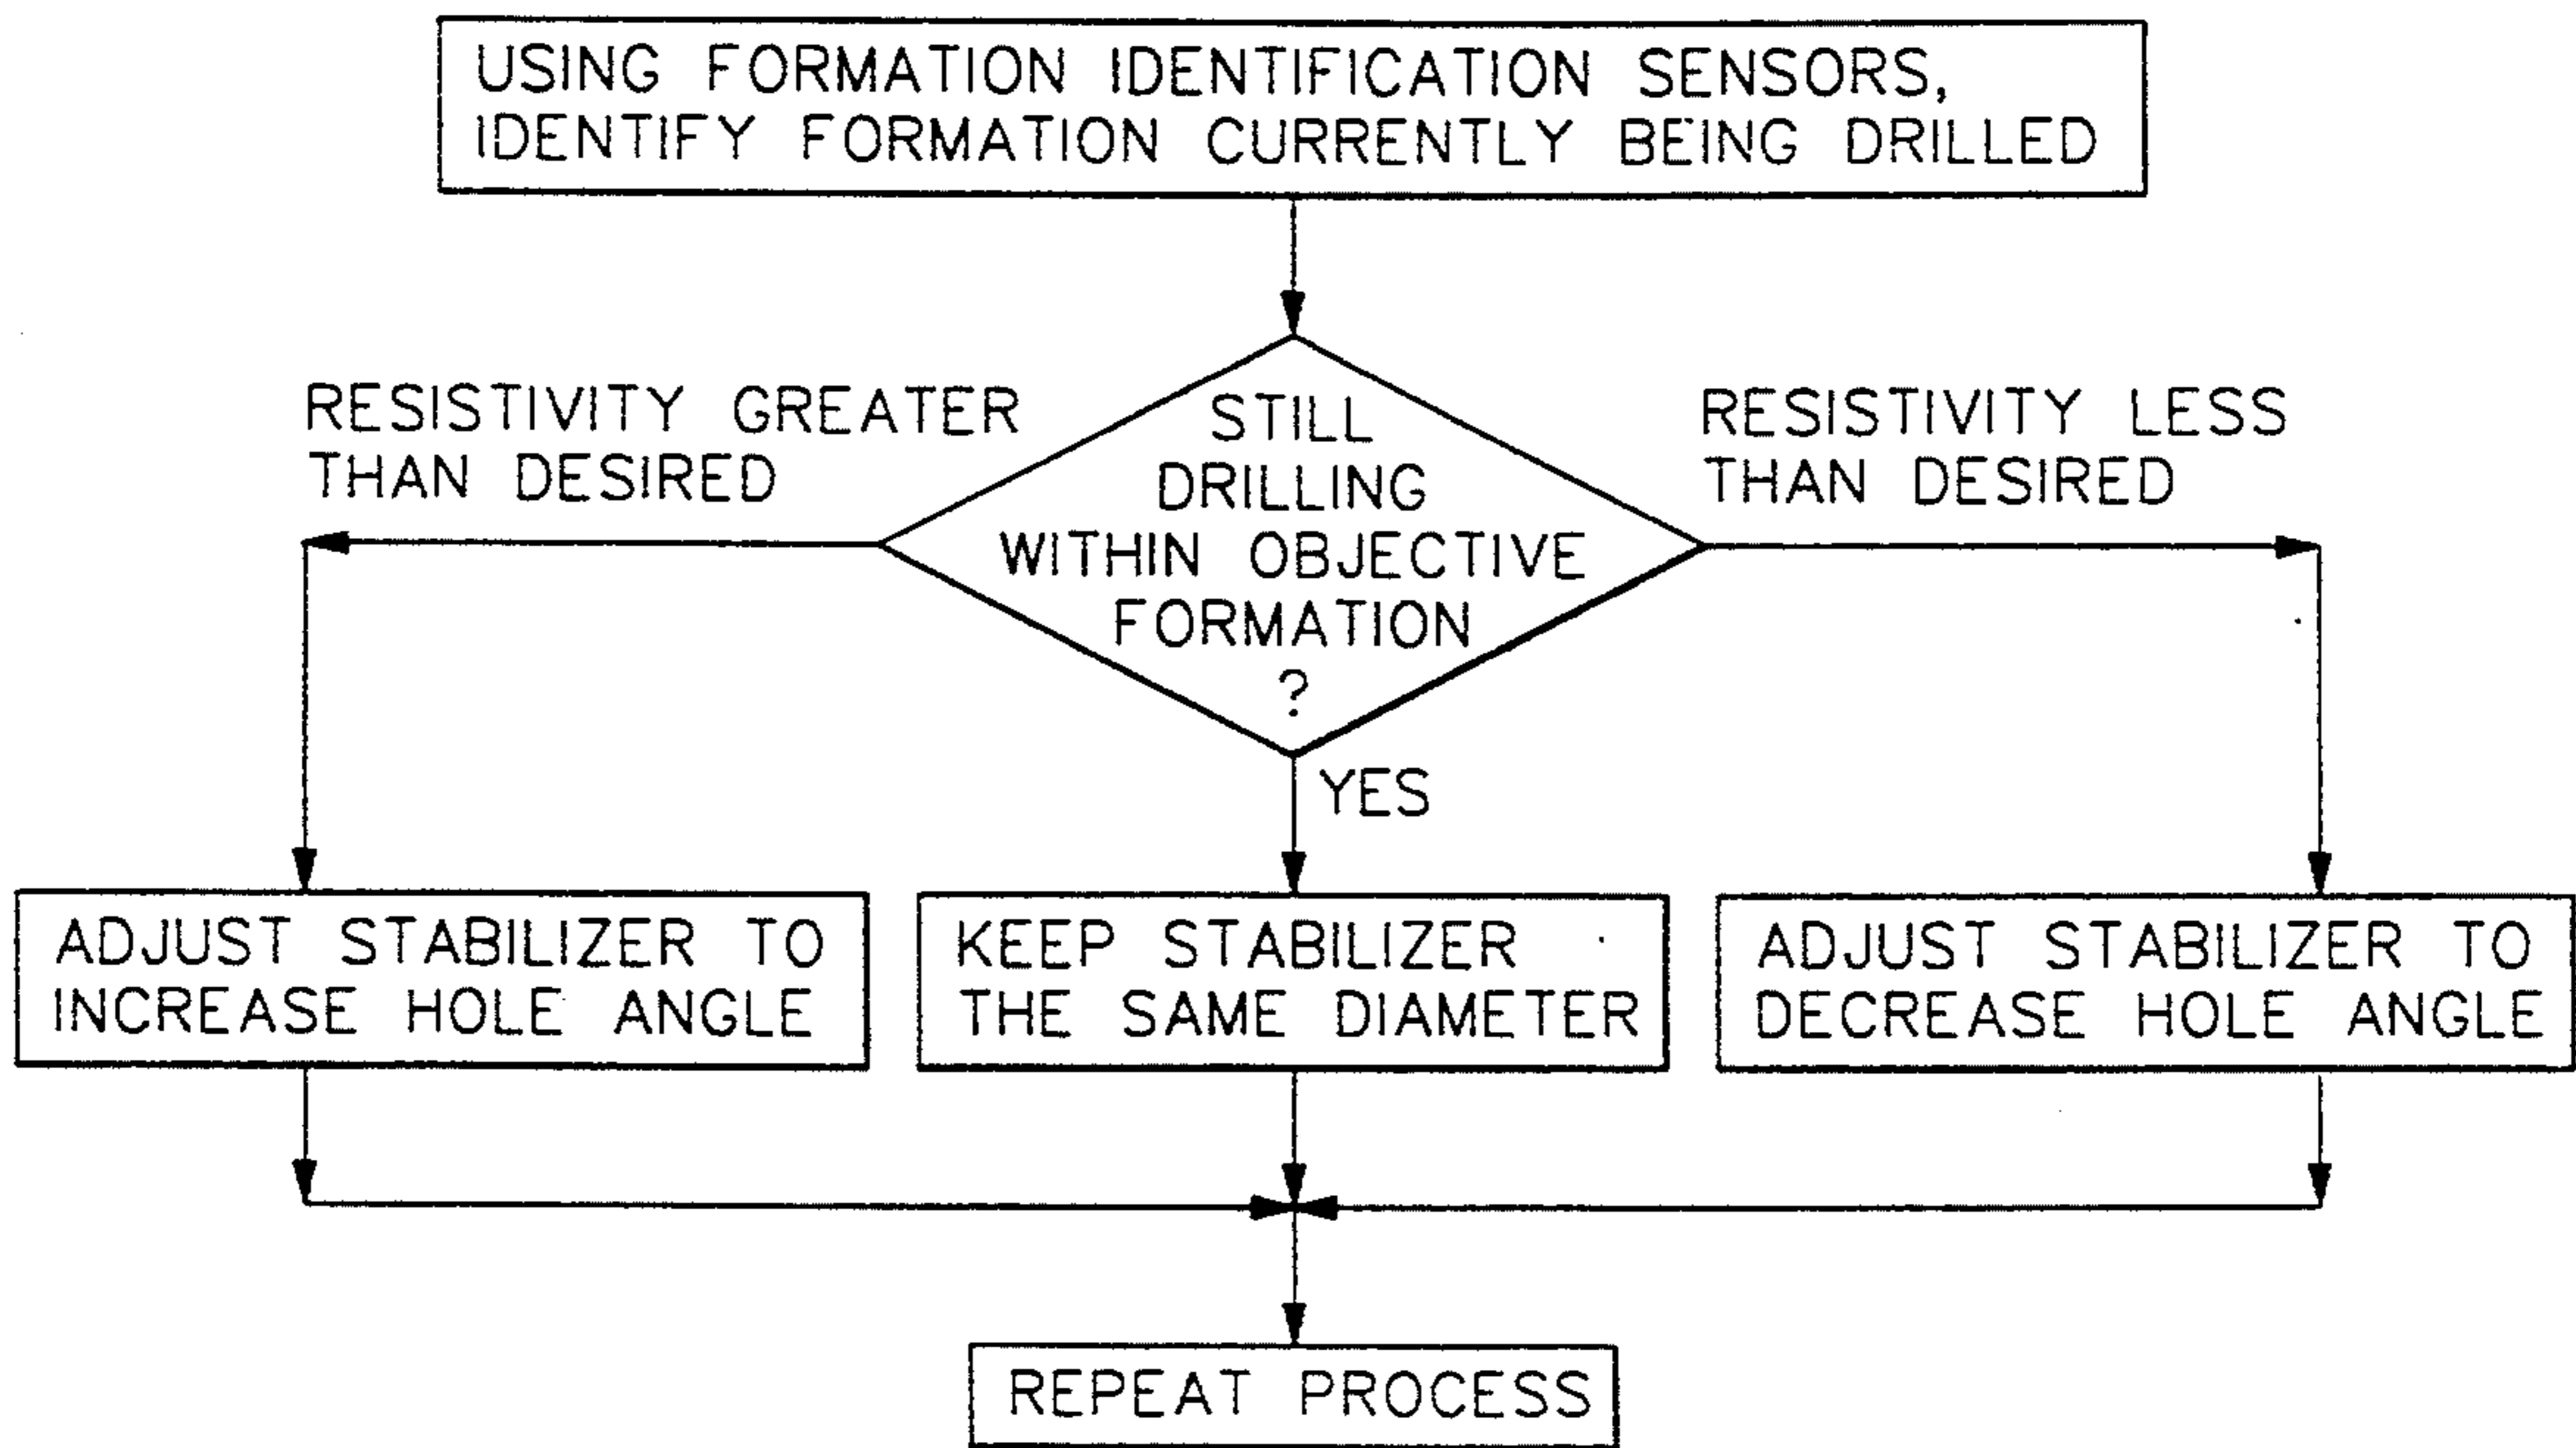 USING FORMATION IDENTIFICATION SENSORS,
IDENTIFY FORMATION CURRENTLY BEING DRILLED
RESISTIVITY GREATER
THAN DESIRED
STILL
DRILLING
WITHIN OBJECTIVE
FORMATION
?
RESISTIVITY LESS
THAN DESIRED
YES
ADJUST STABILIZER TO
INCREASE HOLE ANGLE
KEEP STABILIZER
THE SAME DIAMETER
ADJUST STABILIZER TO
DECREASE HOLE ANGLE
REPEAT PROCESS